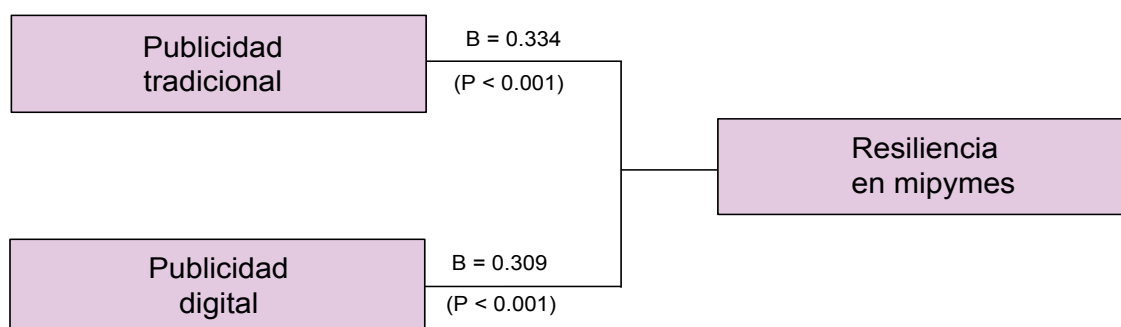 Publicidad
tradicional
B = 0.334
(P < 0.001)
Resiliencia
en mipymes
Publicidad
digital
B = 0.309
(P < 0.001)